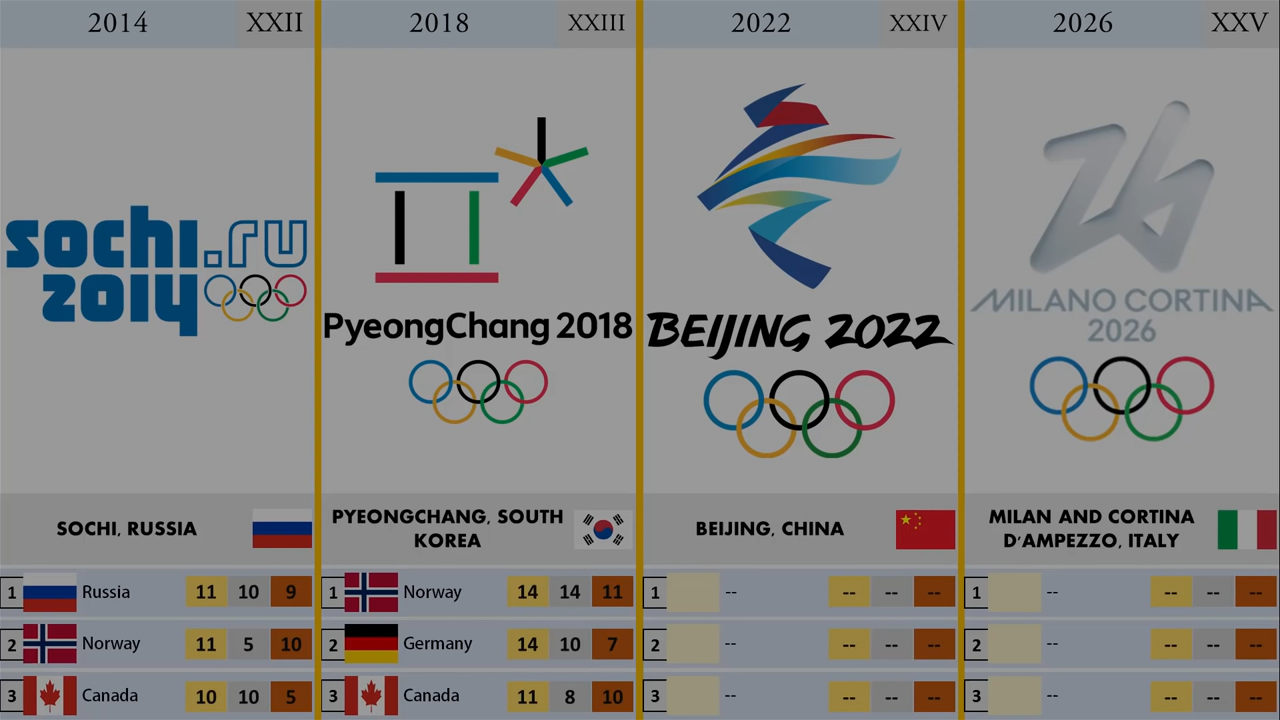 2014 XXII
2018 XXIII
2022 XXIV
2026 XXV
sochi.ru
2014
PyeongChang 2018
BEIJING 2022
26
MILANO CORTINA
2026
SOCHI, RUSSIA
PYEONGCHANG, SOUTH
KOREA
BEIJING, CHINA
MILAN AND CORTINA
D'AMPEZZO, ITALY
1 Russia 11 10 9
2 Norway 11 5 10
3 Canada 10 10 5
1 Norway 14 14 11
2 Germany 14 10 7
3 Canada 11 8 10
1 -- -- -- --
2 -- -- -- --
3 -- -- -- --
1 -- -- -- --
2 -- -- -- --
3 -- -- -- --